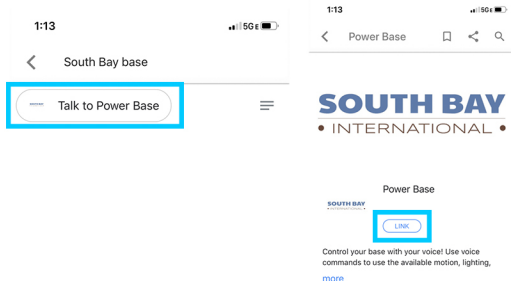 1:13
5G E
South Bay base
Talk to Power Base
1:13
5G E
Power Base
SOUTH BAY
• INTERNATIONAL •
Power Base
SOUTH BAY
• INTERNATIONAL •
LINK
Control your base with your voice! Use voice
commands to use the available motion, lighting,
more